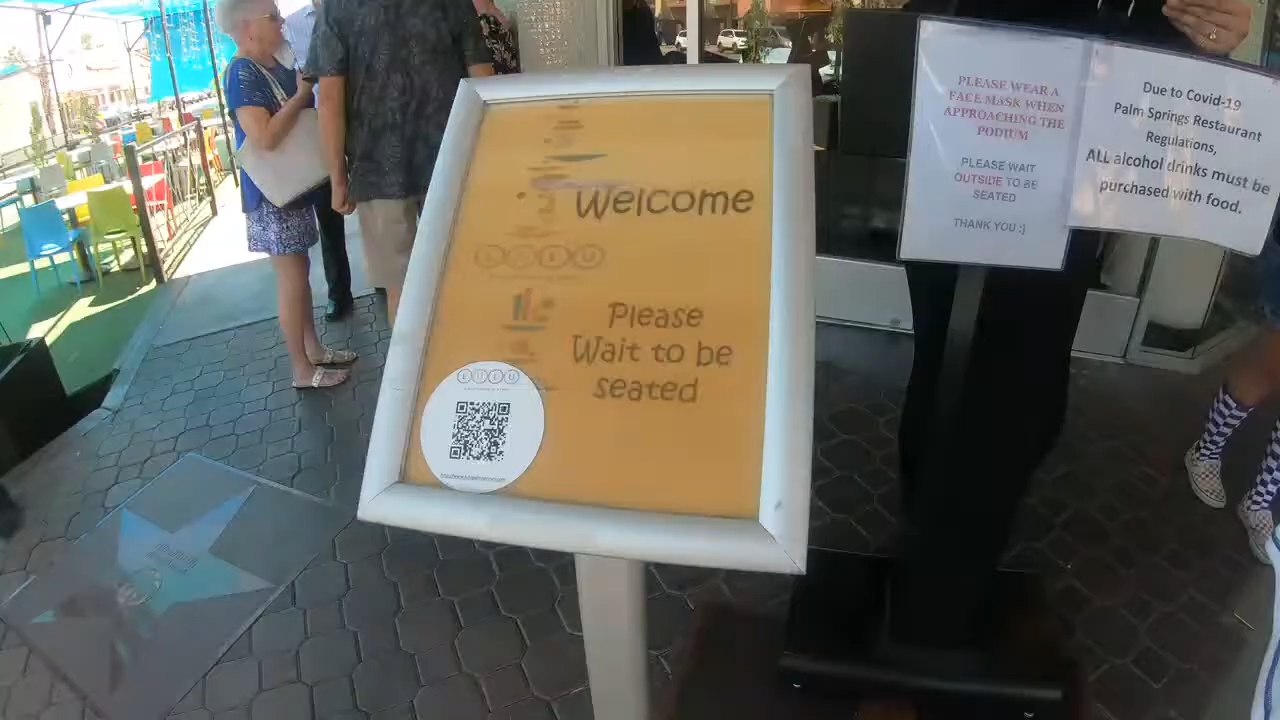 Welcome
Please
Wait to be
seated
LULU
PLEASE WEAR A
FACE MASK WHEN
APPROACHING THE
PODIUM
PLEASE WAIT
OUTSIDE TO BE
SEATED
THANK YOU :)
Due to Covid-19
Palm Springs Restaurant
Regulations,
ALL alcohol drinks must be
purchased with food.